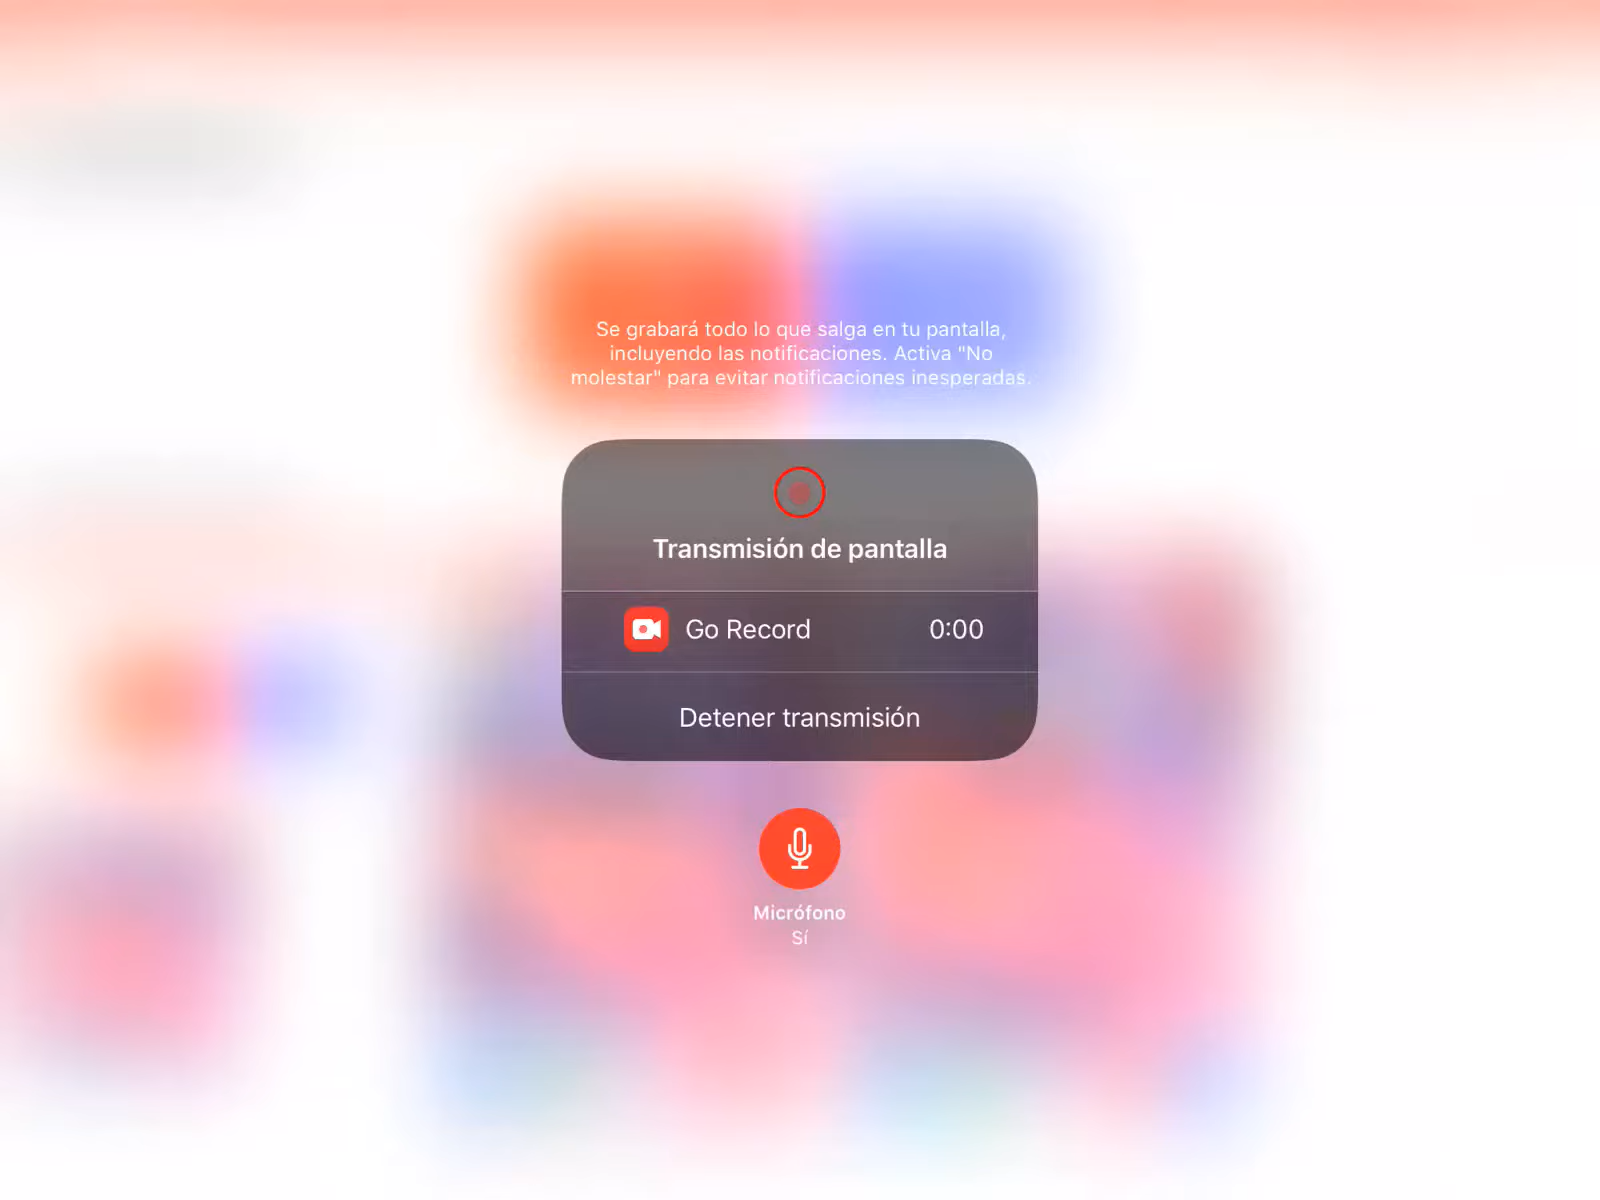 Se grabará todo lo que salga en tu pantalla,
incluyendo las notificaciones. Activa "No
molestar" para evitar notificaciones inesperadas.
Transmisión de pantalla
Go Record 0:00
Detener transmisión
Micrófono
Sí